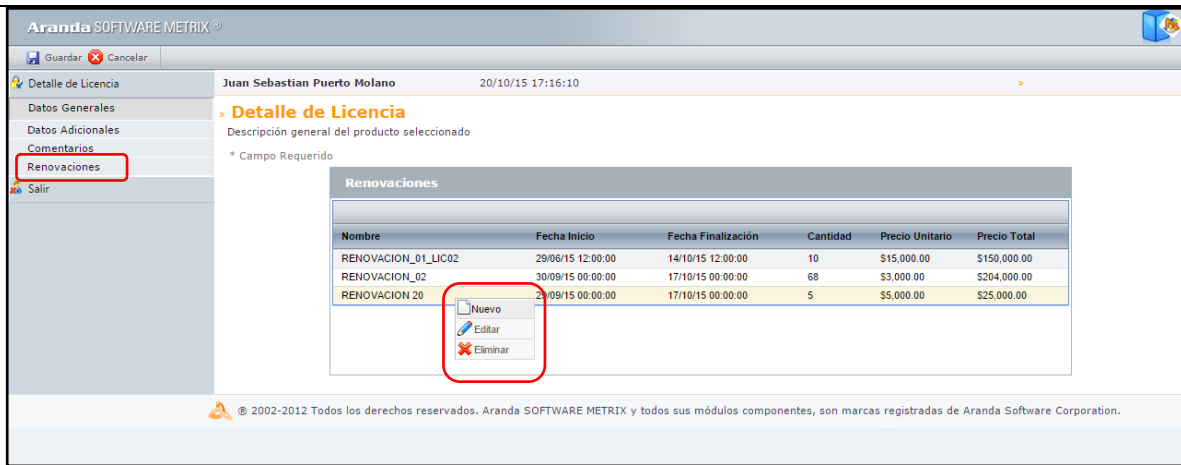 Aranda SOFTWARE METRIX ®
Guardar Cancelar
Detalle de Licencia
Datos Generales
Datos Adicionales
Comentarios
Renovaciones
Salir
Juan Sebastian Puerto Molano 20/10/15 17:16:10 »
» Detalle de Licencia
Descripción general del producto seleccionado
* Campo Requerido
Renovaciones
Nombre Fecha Inicio Fecha Finalización Cantidad Precio Unitario Precio Total
RENOVACION_01_LIC02 29/06/15 12:00:00 14/10/15 12:00:00 10 $15,000.00 $150,000.00
RENOVACION_02 30/09/15 00:00:00 17/10/15 00:00:00 68 $3,000.00 $204,000.00
RENOVACION 20 29/09/15 00:00:00 17/10/15 00:00:00 5 $5,000.00 $25,000.00
Nuevo
Editar
Eliminar
® 2002-2012 Todos los derechos reservados. Aranda SOFTWARE METRIX y todos sus módulos componentes, son marcas registradas de Aranda Software Corporation.